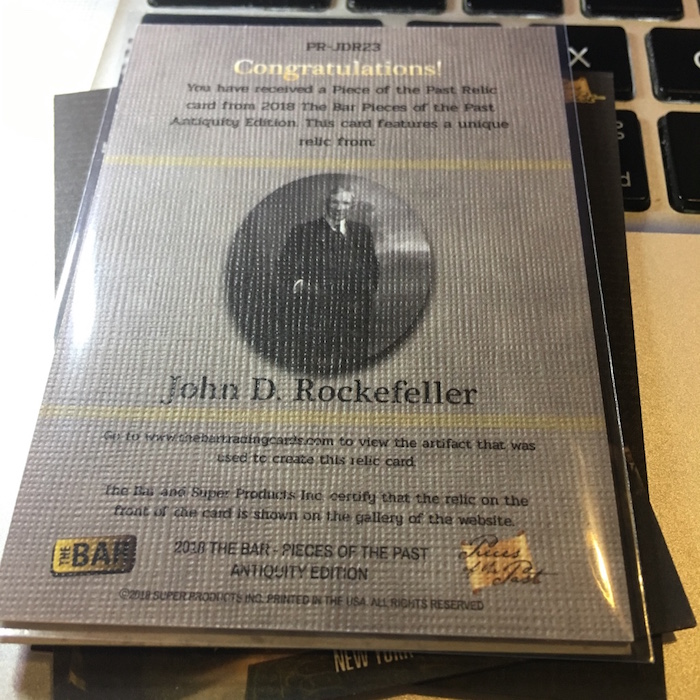 PR-JDR23
Congratulations!
You have received a Piece of the Past Relic
card from 2018 The Bar Pieces of the Past
Antiquity Edition. This card features a unique
relic from:
John D. Rockefeller
Go to www.thebartradingcards.com to view the artifact that was
used to create this relic card
The Bar and Super Products Inc. certify that the relic on the
front of the card is shown on the gallery of the website.
THE BAR
2018 THE BAR - PIECES OF THE PAST
ANTIQUITY EDITION
Pieces
of the Past
©2018 SUPER PRODUCTS INC. PRINTED IN THE USA. ALL RIGHTS RESERVED
NEW YORK
X